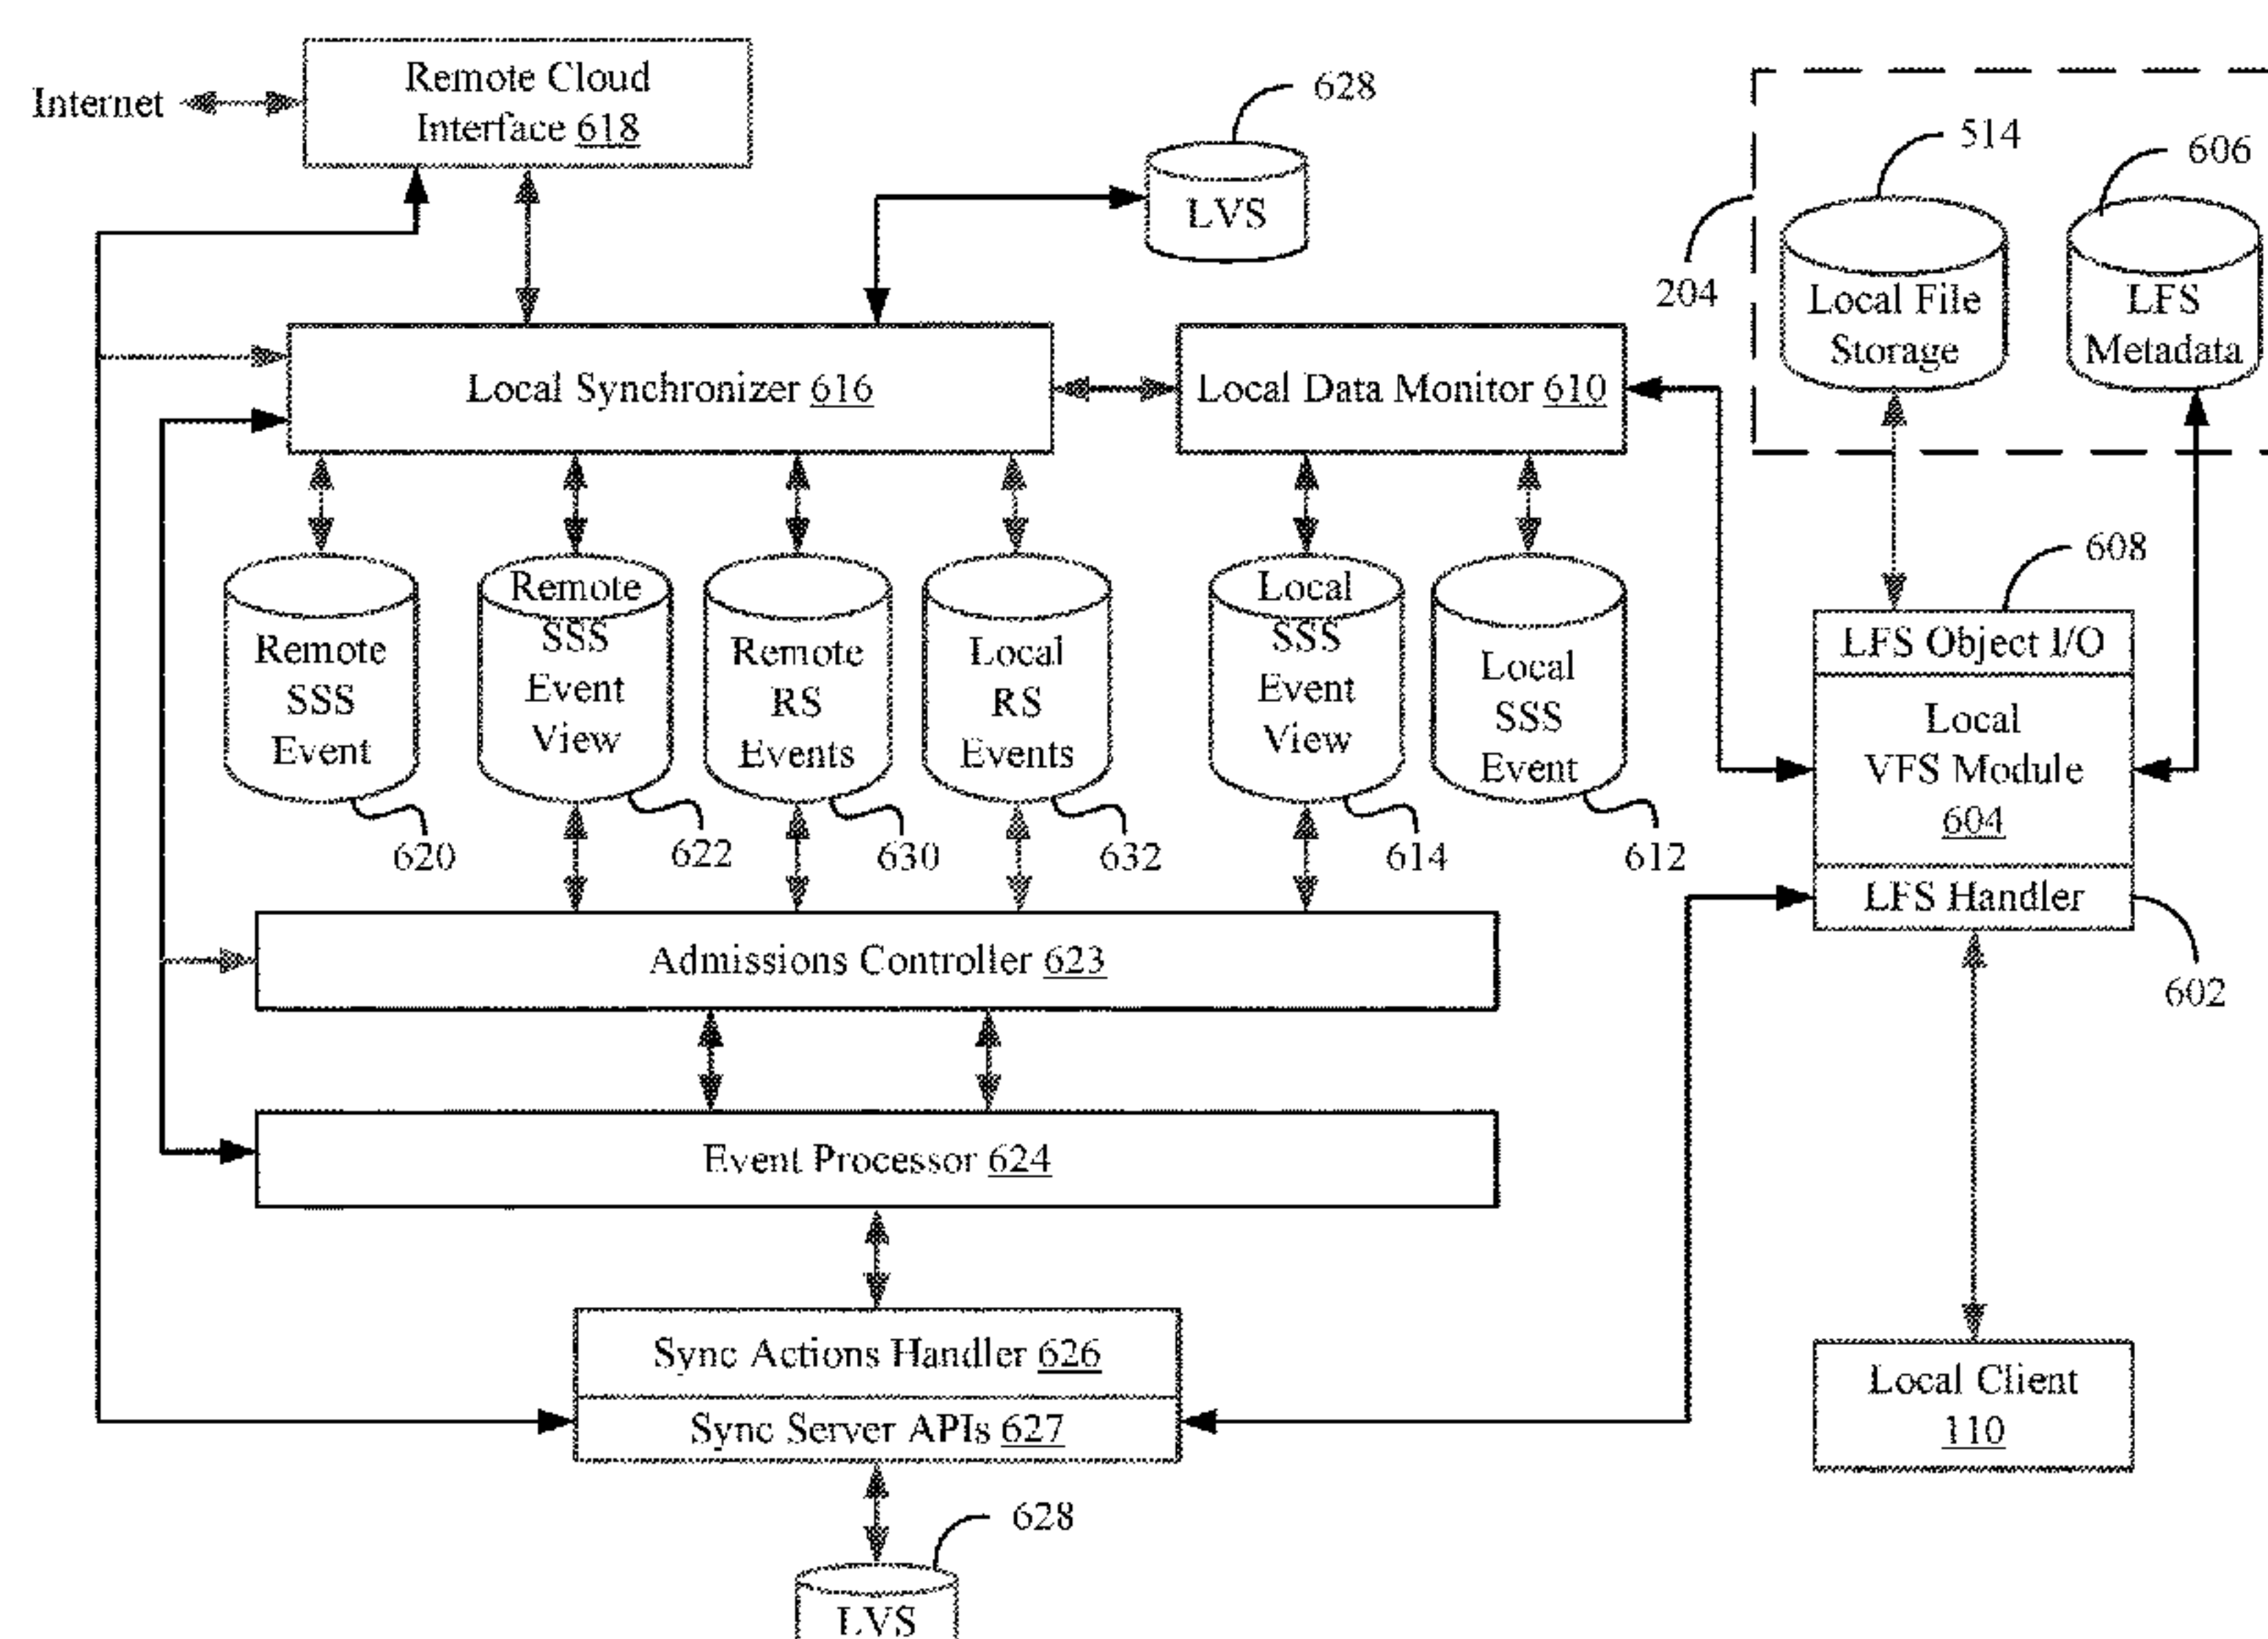 Internet
Remote Cloud
Interface 618
628
LVS
514
606
204
Local File
Storage
LFS
Metadata
Local Synchronizer 616
Local Data Monitor 610
608
Remote
SSS
Event
Remote
SSS
Event
View
Remote
RS
Events
Local
RS
Events
Local
SSS
Event
View
Local
SSS
Event
LFS Object I/O
Local
VFS Module
604
LFS Handler
620
622
630
632
614
612
602
Admissions Controller 623
Event Processor 624
Sync Actions Handler 626
Sync Server APIs 627
Local Client
110
628
LVS